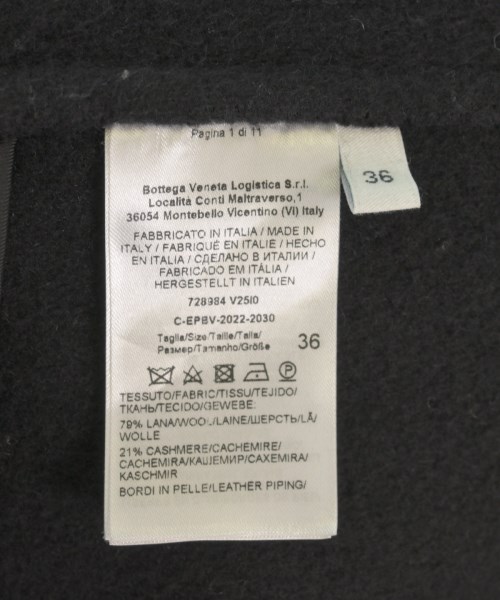 Pagina 1 di 11
36
Bottega Veneta Logistica S.r.l.
Località Conti Maltraverso,1
36054 Montebello Vicentino (VI) Italy
FABBRICATO IN ITALIA / MADE IN
ITALY / FABRIQUÉ EN ITALIE / HECHO
EN ITALIA / СДЕЛАНО В ИТАЛИИ /
FABRICADO EM ITÁLIA /
HERGESTELLT IN ITALIEN
728984 V25I0
C-EPBV-2022-2030
Taglia/Size/Taille/Talla/
Размер/Tamanho/Größe 36
P
TESSUTO/FABRIC/TISSU/TEJIDO/
ТКАНЬ/TECIDO/GEWEBE:
79% LANA/WOOL/LAINE/ШЕРСТЬ/LÃ/
WOLLE
21% CASHMERE/CACHEMIRE/
CACHEMIRA/КАШЕМИР/CAXEMIRA/
KASCHMIR
BORDI IN PELLE/LEATHER PIPING/